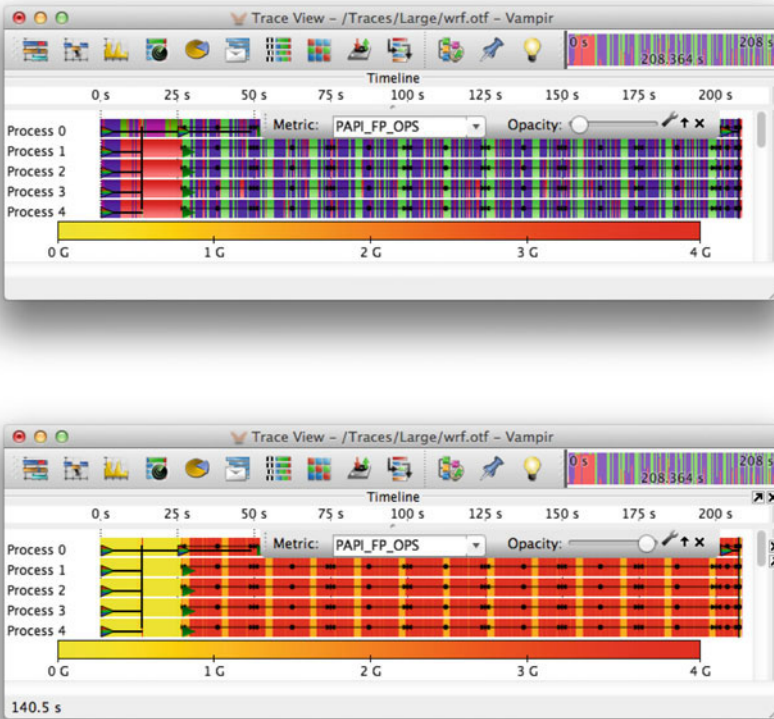 Trace View – /Traces/Large/wrf.otf – Vampir
0 s 208 s
208.364 s
Timeline
0 s 25 s 50 s 75 s 100 s 125 s 150 s 175 s 200 s
Metric: PAPI_FP_OPS Opacity:
Process 0
Process 1
Process 2
Process 3
Process 4
0 G 1 G 2 G 3 G 4 G
Trace View – /Traces/Large/wrf.otf – Vampir
0 s 208 s
208.364 s
Timeline
0 s 25 s 50 s 75 s 100 s 125 s 150 s 175 s 200 s
Metric: PAPI_FP_OPS Opacity:
Process 0
Process 1
Process 2
Process 3
Process 4
0 G 1 G 2 G 3 G 4 G
140.5 s